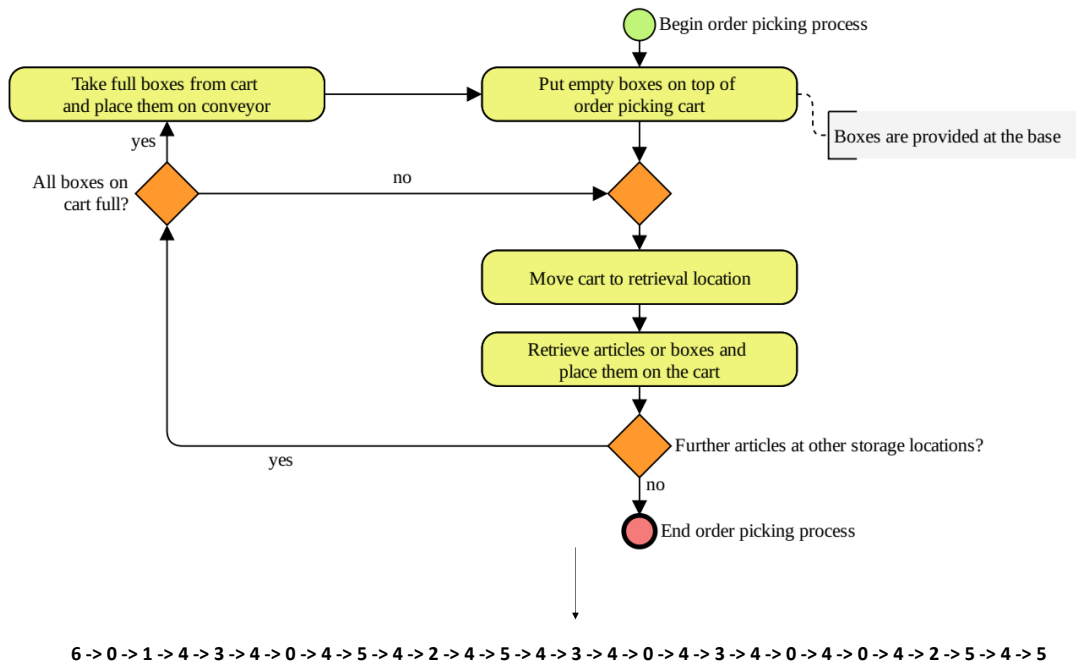 Begin order picking process
Take full boxes from cart
and place them on conveyor
Put empty boxes on top of
order picking cart
Boxes are provided at the base
yes
All boxes on
cart full?
no
Move cart to retrieval location
Retrieve articles or boxes and
place them on the cart
Further articles at other storage locations?
yes
no
End order picking process
6 -> 0 -> 1 -> 4 -> 3 -> 4 -> 0 -> 4 -> 5 -> 4 -> 2 -> 4 -> 5 -> 4 -> 3 -> 4 -> 0 -> 4 -> 3 -> 4 -> 0 -> 4 -> 0 -> 4 -> 2 -> 5 -> 4 -> 5